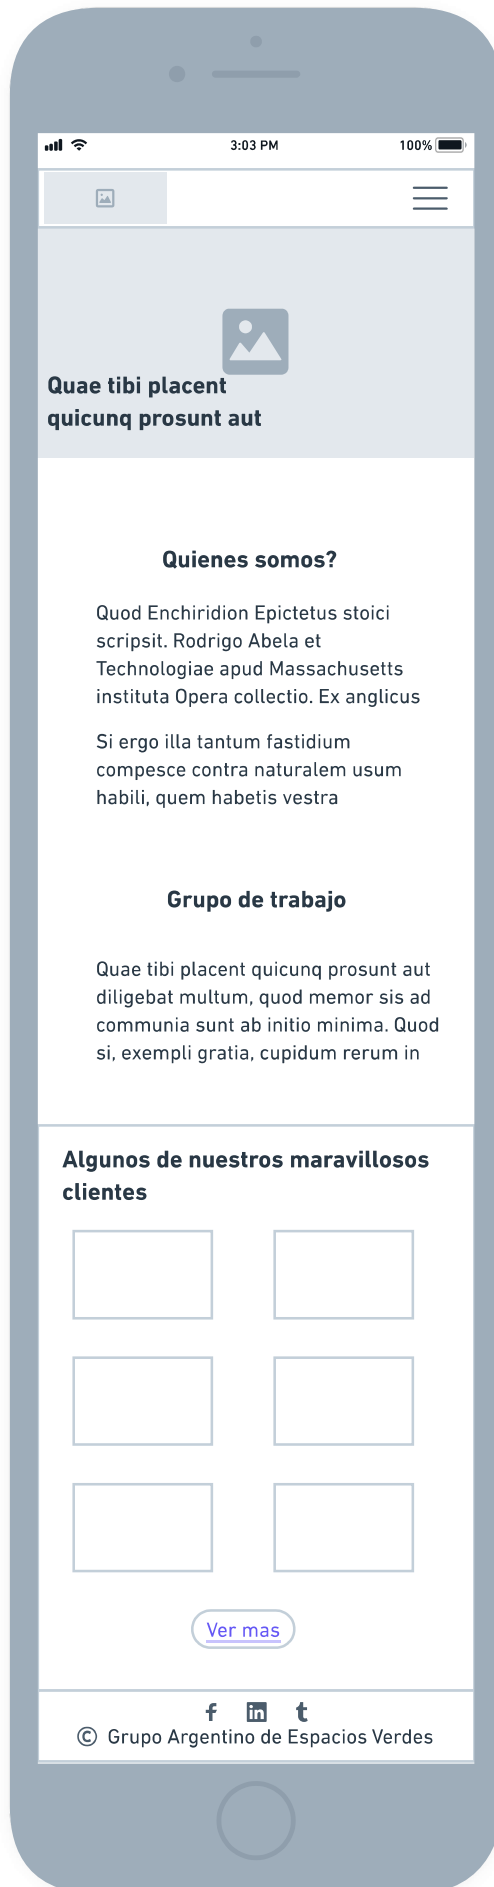 3:03 PM
100%
Quae tibi placent
quicunq prosunt aut
Quienes somos?
Quod Enchiridion Epictetus stoici
scripsit. Rodrigo Abela et
Technologiae apud Massachusetts
instituta Opera collectio. Ex anglicus
Si ergo illa tantum fastidium
compesce contra naturalem usum
habili, quem habetis vestra
Grupo de trabajo
Quae tibi placent quicunq prosunt aut
diligebat multum, quod memor sis ad
communia sunt ab initio minima. Quod
si, exempli gratia, cupidum rerum in
Algunos de nuestros maravillosos
clientes
Ver mas
© Grupo Argentino de Espacios Verdes